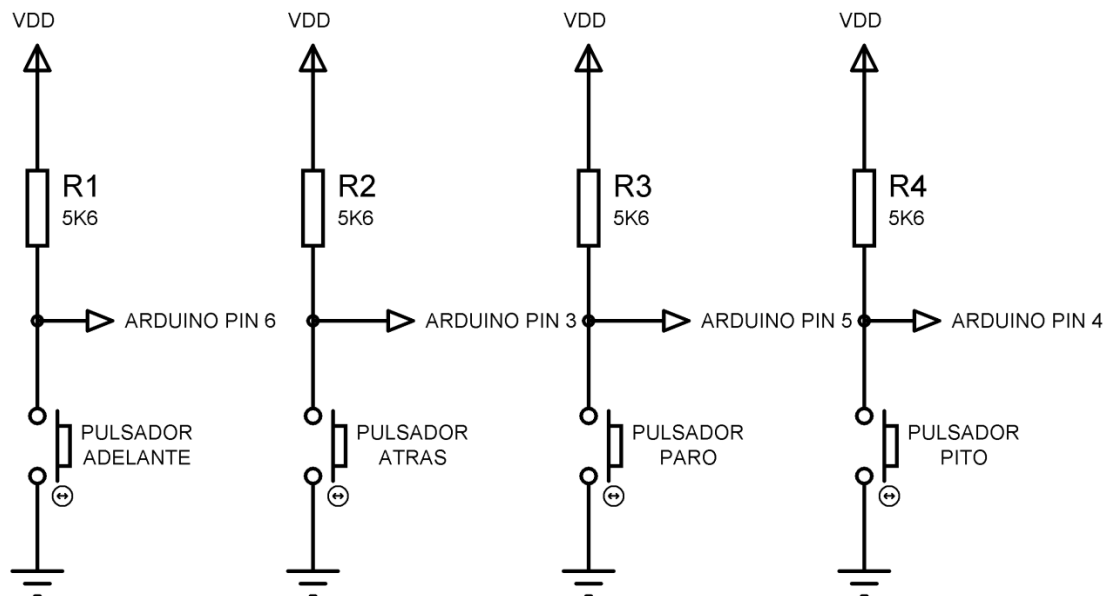 VDD
VDD
VDD
VDD
R1
5K6
R2
5K6
R3
5K6
R4
5K6
ARDUINO PIN 6
ARDUINO PIN 3
ARDUINO PIN 5
ARDUINO PIN 4
PULSADOR
ADELANTE
PULSADOR
ATRAS
PULSADOR
PARO
PULSADOR
PITO